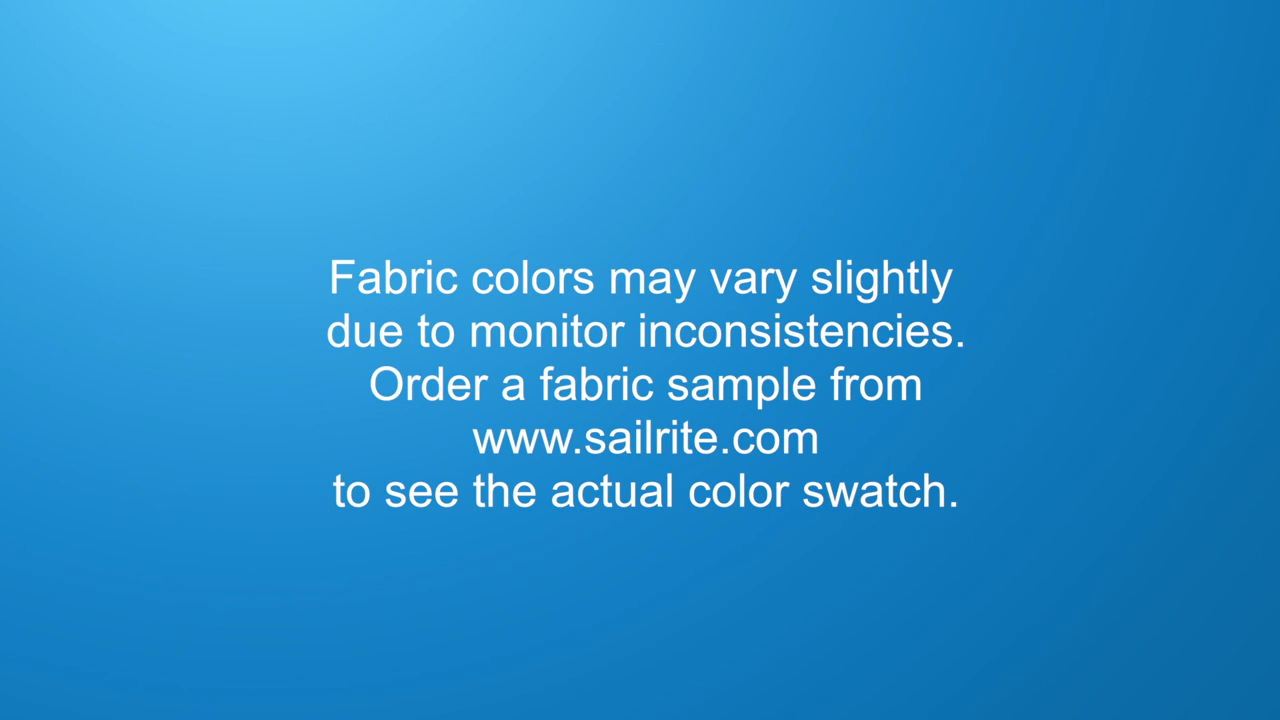 Fabric colors may vary slightly
due to monitor inconsistencies.
Order a fabric sample from
www.sailrite.com
to see the actual color swatch.